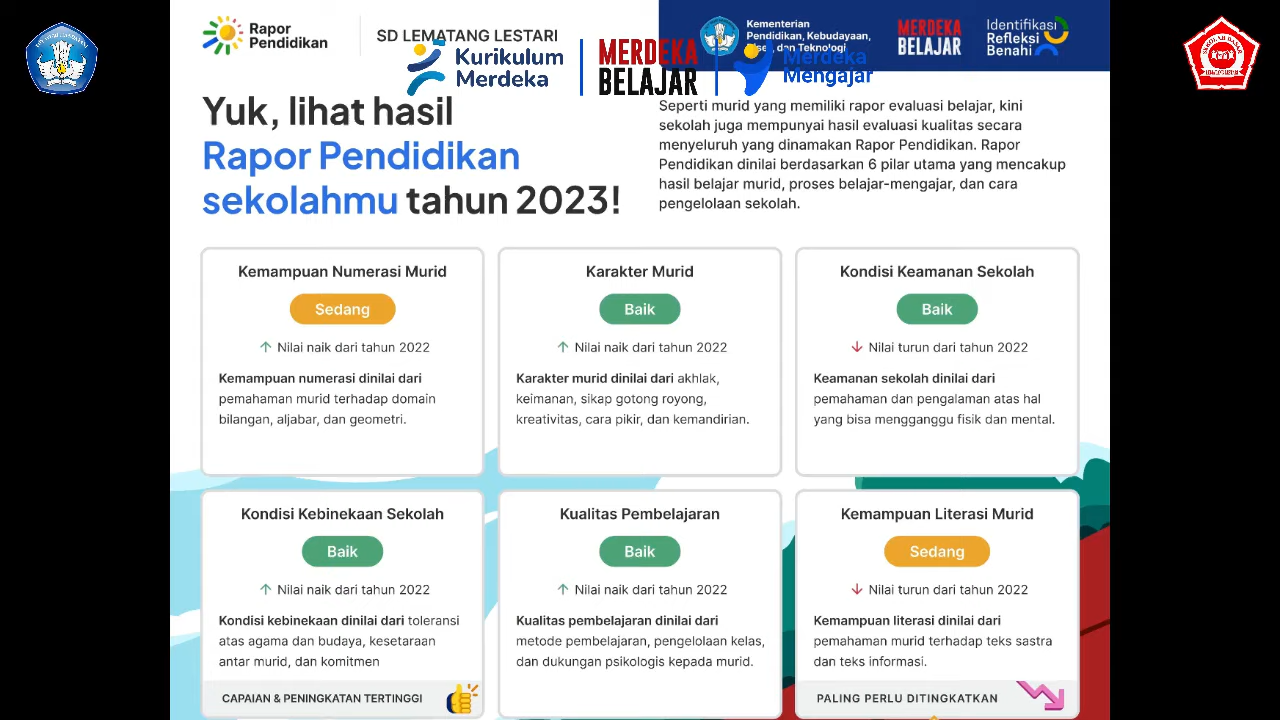 Rapor
Pendidikan
SD LEMATANG LESTARI
Kementerian
Pendidikan, Kebudayaan,
dan Teknologi
MERDEKA
BELAJAR
Identifikasi
Refleksi
Benahi
Kurikulum
Merdeka
MERDEKA
BELAJAR
Merdeka
Mengajar
Yuk, lihat hasil
Rapor Pendidikan
sekolahmu tahun 2023!
Seperti murid yang memiliki rapor evaluasi belajar, kini
sekolah juga mempunyai hasil evaluasi kualitas secara
menyeluruh yang dinamakan Rapor Pendidikan. Rapor
Pendidikan dinilai berdasarkan 6 pilar utama yang mencakup
hasil belajar murid, proses belajar-mengajar, dan cara
pengelolaan sekolah.
Kemampuan Numerasi Murid
Sedang
↑ Nilai naik dari tahun 2022
Kemampuan numerasi dinilai dari
pemahaman murid terhadap domain
bilangan, aljabar, dan geometri.
Karakter Murid
Baik
↑ Nilai naik dari tahun 2022
Karakter murid dinilai dari akhlak,
keimanan, sikap gotong royong,
kreativitas, cara pikir, dan kemandirian.
Kondisi Keamanan Sekolah
Baik
↓ Nilai turun dari tahun 2022
Keamanan sekolah dinilai dari
pemahaman dan pengalaman atas hal
yang bisa mengganggu fisik dan mental.
Kondisi Kebinekaan Sekolah
Baik
↑ Nilai naik dari tahun 2022
Kondisi kebinekaan dinilai dari toleransi
atas agama dan budaya, kesetaraan
antar murid, dan komitmen
CAPAIAN & PENINGKATAN TERTINGGI
Kualitas Pembelajaran
Baik
↑ Nilai naik dari tahun 2022
Kualitas pembelajaran dinilai dari
metode pembelajaran, pengelolaan kelas,
dan dukungan psikologis kepada murid.
Kemampuan Literasi Murid
Sedang
↓ Nilai turun dari tahun 2022
Kemampuan literasi dinilai dari
pemahaman murid terhadap teks sastra
dan teks informasi.
PALING PERLU DITINGKATKAN